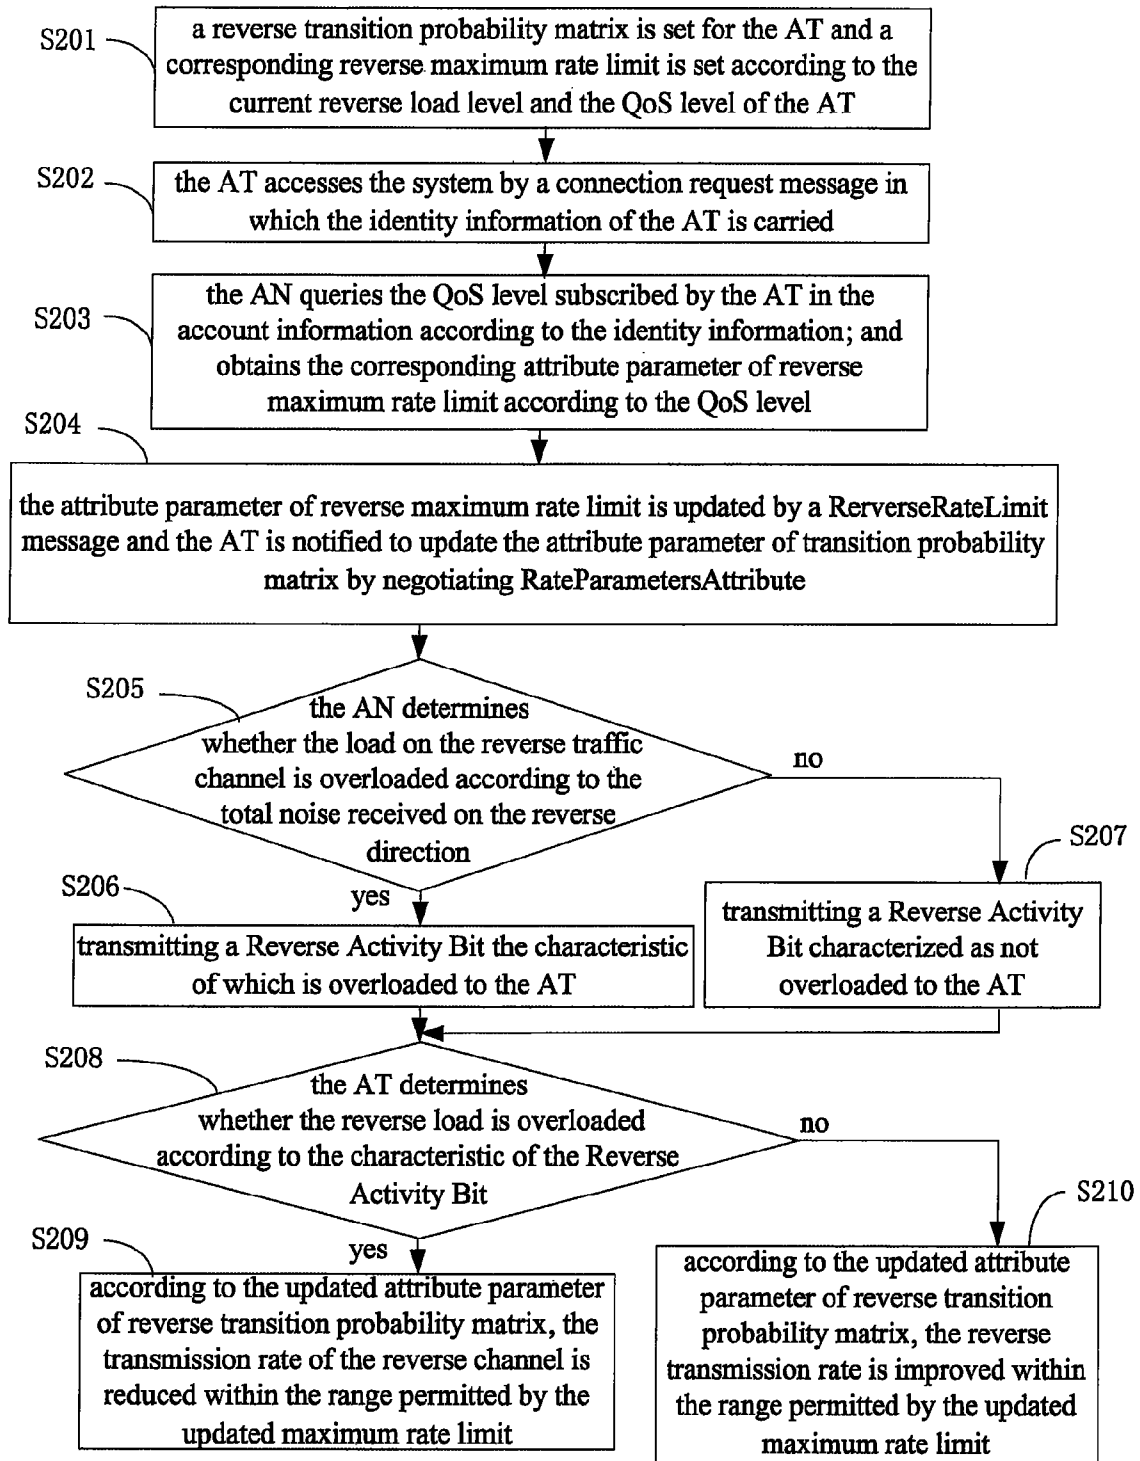 S201
a reverse transition probability matrix is set for the AT and a
corresponding reverse maximum rate limit is set according to the
current reverse load level and the QoS level of the AT
S202
the AT accesses the system by a connection request message in
which the identity information of the AT is carried
S203
the AN queries the QoS level subscribed by the AT in the
account information according to the identity information; and
obtains the corresponding attribute parameter of reverse
maximum rate limit according to the QoS level
S204
the attribute parameter of reverse maximum rate limit is updated by a RerverseRateLimit
message and the AT is notified to update the attribute parameter of transition probability
matrix by negotiating RateParametersAttribute
S205
the AN determines
whether the load on the reverse traffic
channel is overloaded according to the
total noise received on the reverse
direction
no
yes
S206
transmitting a Reverse Activity Bit the characteristic
of which is overloaded to the AT
S207
transmitting a Reverse Activity
Bit characterized as not
overloaded to the AT
S208
the AT determines
whether the reverse load is overloaded
according to the characteristic of the Reverse
Activity Bit
no
yes
S209
according to the updated attribute parameter
of reverse transition probability matrix, the
transmission rate of the reverse channel is
reduced within the range permitted by the
updated maximum rate limit
S210
according to the updated attribute
parameter of reverse transition
probability matrix, the reverse
transmission rate is improved within
the range permitted by the updated
maximum rate limit